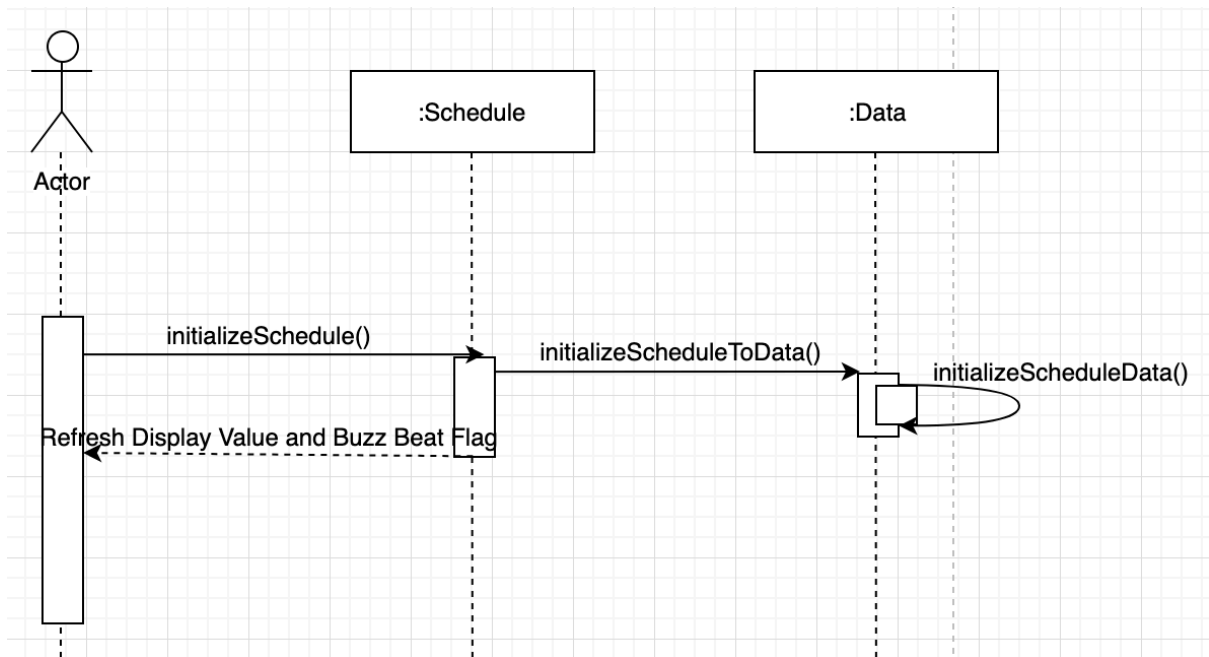 :Schedule
:Data
Actor
initializeSchedule()
initializeScheduleToData()
initializeScheduleData()
Refresh Display Value and Buzz Beat Flag